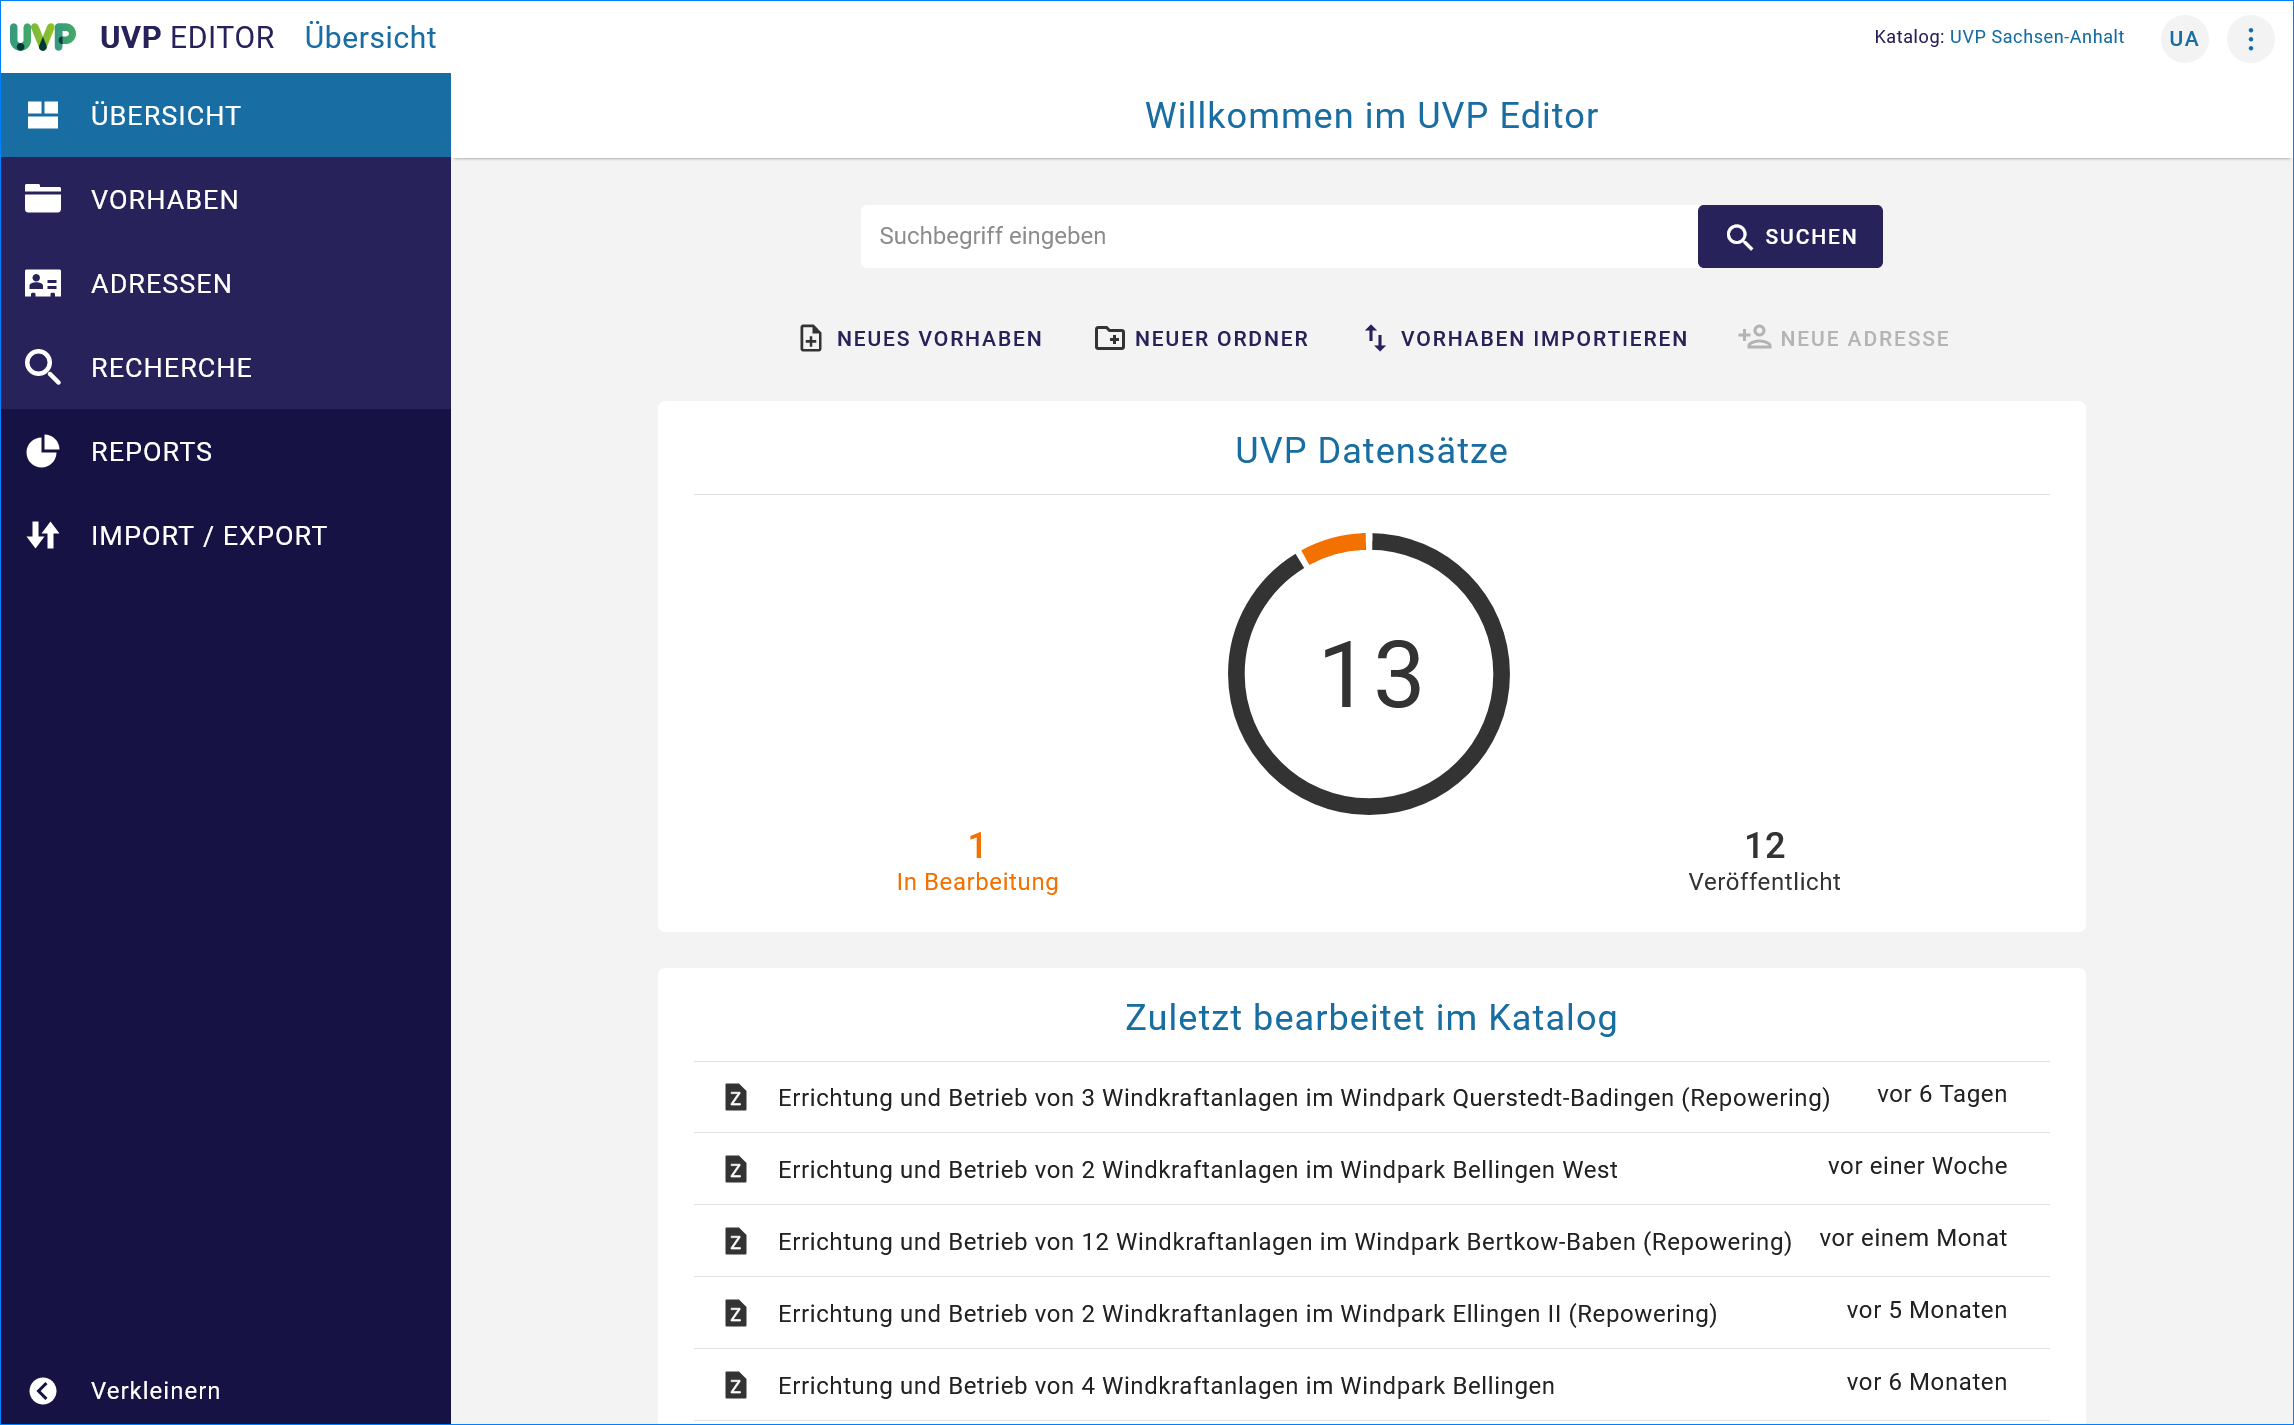 UVP UVP EDITOR Übersicht
Katalog: UVP Sachsen-Anhalt UA
ÜBERSICHT
VORHABEN
ADRESSEN
RECHERCHE
REPORTS
IMPORT / EXPORT
Verkleinern
Willkommen im UVP Editor
Suchbegriff eingeben SUCHEN
NEUES VORHABEN NEUER ORDNER VORHABEN IMPORTIEREN NEUE ADRESSE
UVP Datensätze
13
1
In Bearbeitung
12
Veröffentlicht
Zuletzt bearbeitet im Katalog
Z Errichtung und Betrieb von 3 Windkraftanlagen im Windpark Querstedt-Badingen (Repowering) vor 6 Tagen
Z Errichtung und Betrieb von 2 Windkraftanlagen im Windpark Bellingen West vor einer Woche
Z Errichtung und Betrieb von 12 Windkraftanlagen im Windpark Bertkow-Baben (Repowering) vor einem Monat
Z Errichtung und Betrieb von 2 Windkraftanlagen im Windpark Ellingen II (Repowering) vor 5 Monaten
Z Errichtung und Betrieb von 4 Windkraftanlagen im Windpark Bellingen vor 6 Monaten